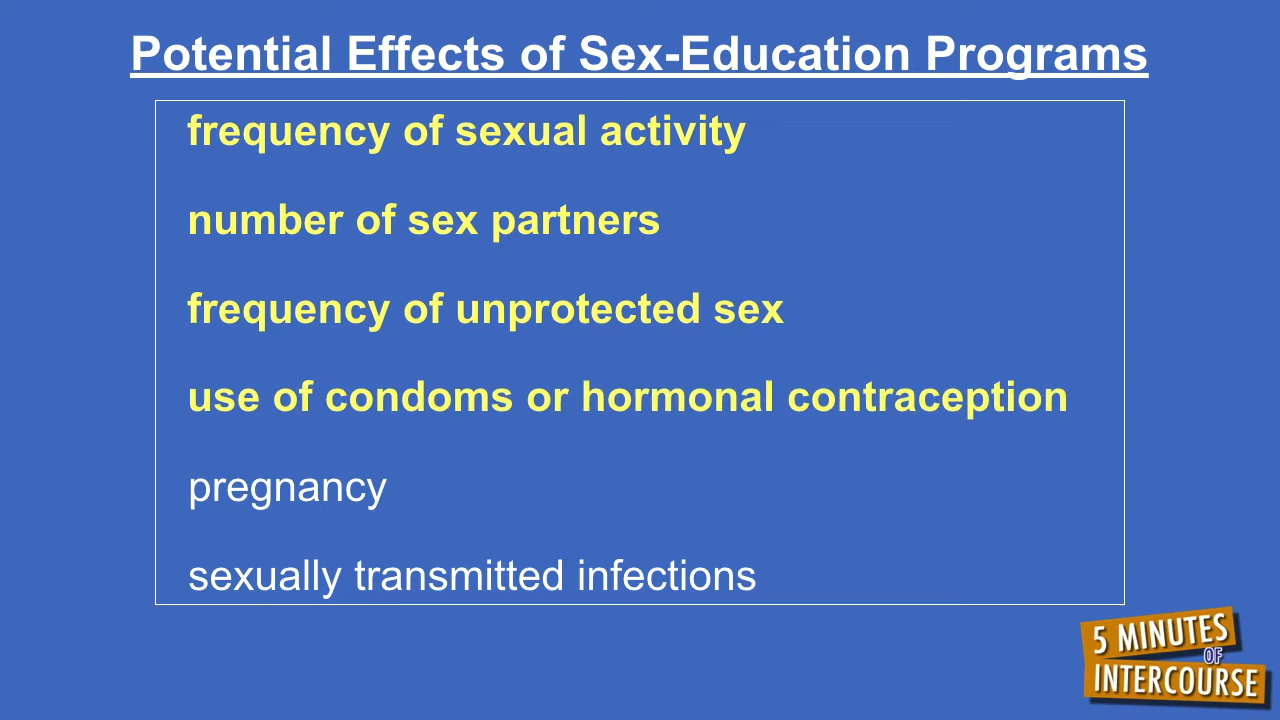 Potential Effects of Sex-Education Programs
frequency of sexual activity
number of sex partners
frequency of unprotected sex
use of condoms or hormonal contraception
pregnancy
sexually transmitted infections
5 MINUTES
OF
INTERCOURSE